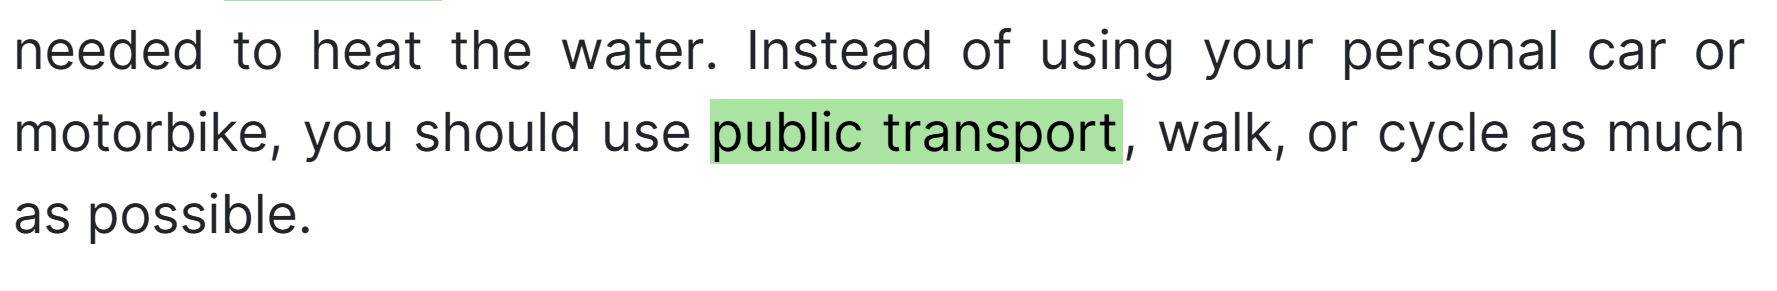 needed to heat the water. Instead of using your personal car or
motorbike, you should use public transport, walk, or cycle as much
as possible.